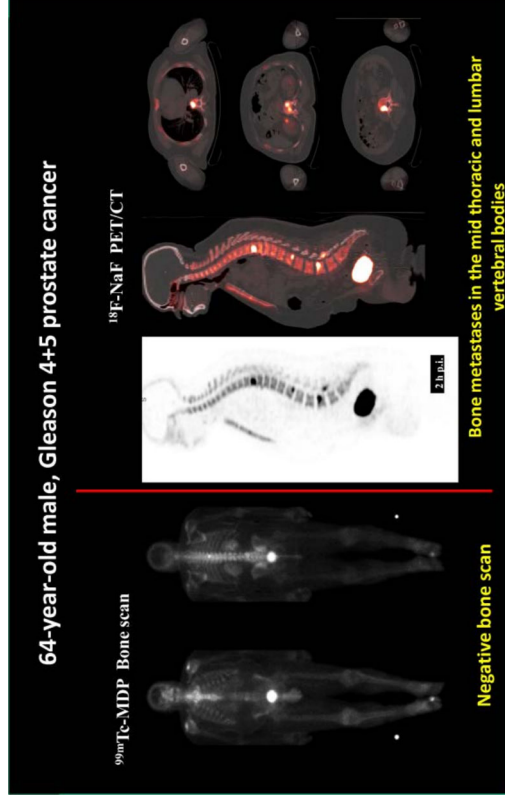 64-year-old male, Gleason 4+5 prostate cancer
99mTc-MDP Bone scan
18F-NaF PET/CT
2 h p.i.
Negative bone scan
Bone metastases in the mid thoracic and lumbar
vertebral bodies